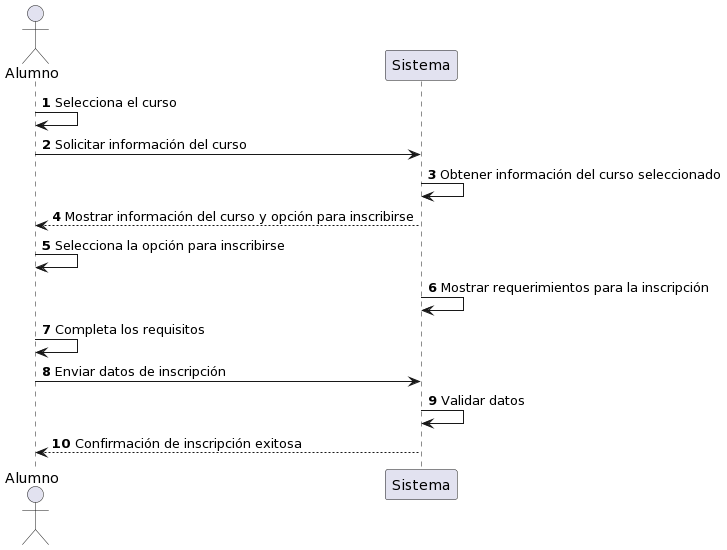 Alumno
Sistema
1 Selecciona el curso
2 Solicitar información del curso
3 Obtener información del curso seleccionado
4 Mostrar información del curso y opción para inscribirse
5 Selecciona la opción para inscribirse
6 Mostrar requerimientos para la inscripción
7 Completa los requisitos
8 Enviar datos de inscripción
9 Validar datos
10 Confirmación de inscripción exitosa
Alumno
Sistema